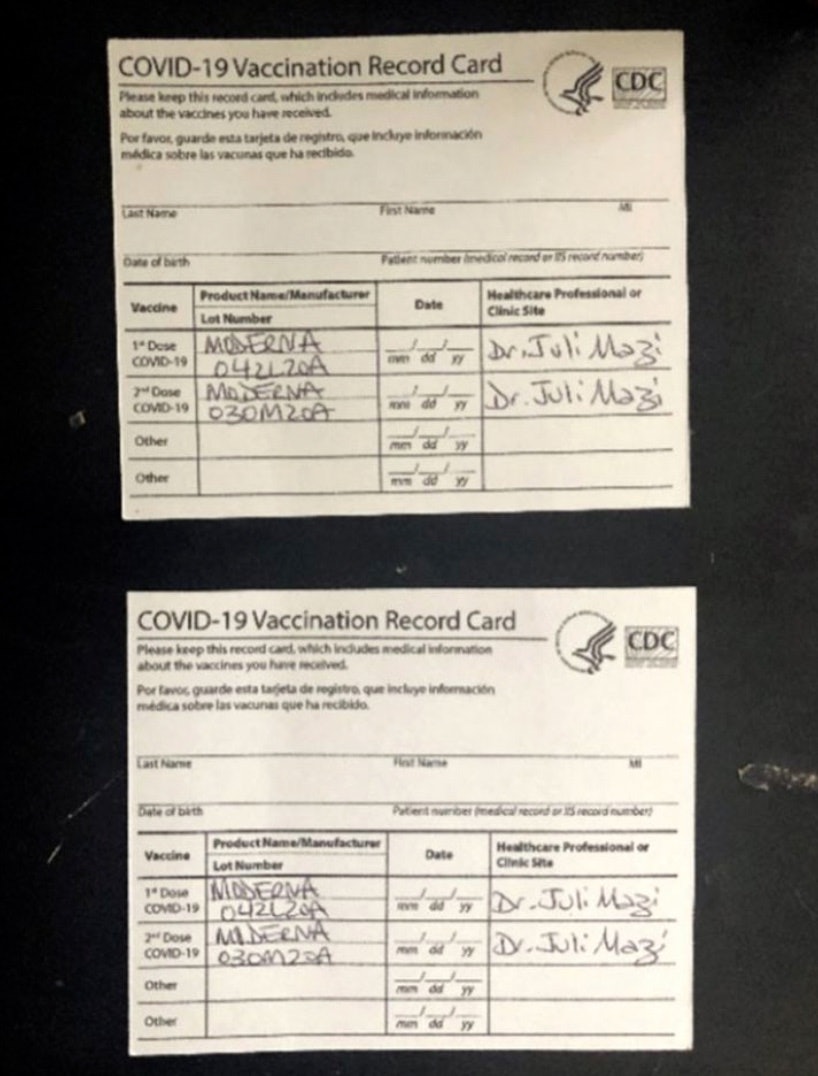 COVID-19 Vaccination Record Card
CDC
Please keep this record card, which includes medical information
about the vaccines you have received.
Por favor, guarde esta tarjeta de registro, que incluye información
médica sobre las vacunas que ha recibido.
Last Name First Name MI
Date of birth Patient number (medical record or IIS record number)
Vaccine Product Name/Manufacturer Date Healthcare Professional or
Lot Number Clinic Site
1st Dose MODERNA Dr. Juli Mazi
COVID-19 042L20A mm dd yy
2nd Dose MODERNA Dr. Juli Mazi
COVID-19 030M20A mm dd yy
Other mm dd yy
Other mm dd yy
COVID-19 Vaccination Record Card
CDC
Please keep this record card, which includes medical information
about the vaccines you have received.
Por favor, guarde esta tarjeta de registro, que incluye información
médica sobre las vacunas que ha recibido.
Last Name First Name MI
Date of birth Patient number (medical record or IIS record number)
Vaccine Product Name/Manufacturer Date Healthcare Professional or
Lot Number Clinic Site
1st Dose MODERNA Dr. Juli Mazi
COVID-19 042L20A mm dd yy
2nd Dose MODERNA Dr. Juli Mazi
COVID-19 030M20A mm dd yy
Other mm dd yy
Other mm dd yy